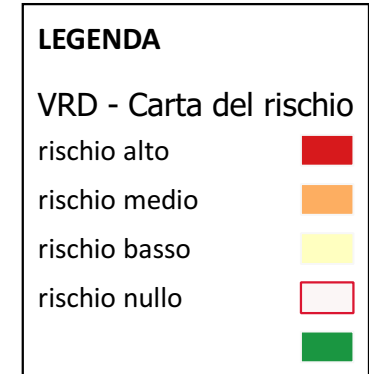 LEGENDA
VRD - Carta del rischio
rischio alto
rischio medio
rischio basso
rischio nullo